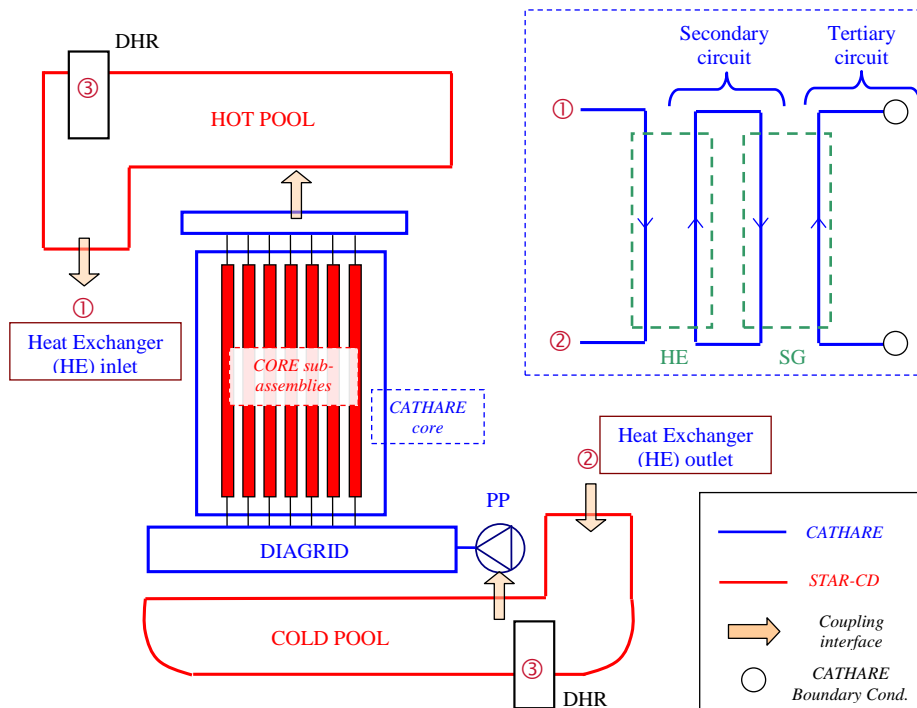 DHR
③
HOT POOL
①
Heat Exchanger
(HE) inlet
CORE sub-
assemblies
CATHARE
core
DIAGRID
PP
②
Heat Exchanger
(HE) outlet
COLD POOL
③
DHR
Secondary
circuit
Tertiary
circuit
①
②
HE
SG
CATHARE
STAR-CD
Coupling
interface
CATHARE
Boundary Cond.